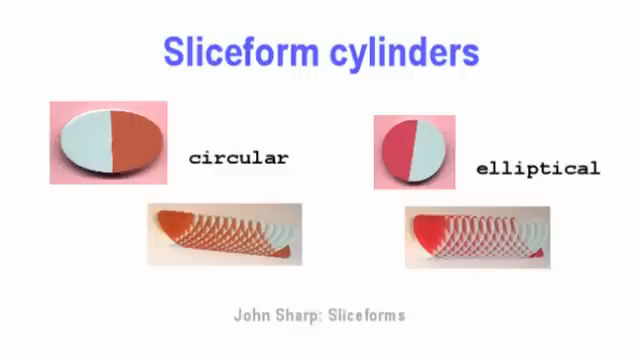 Sliceform cylinders
circular
elliptical
John Sharp: Sliceforms